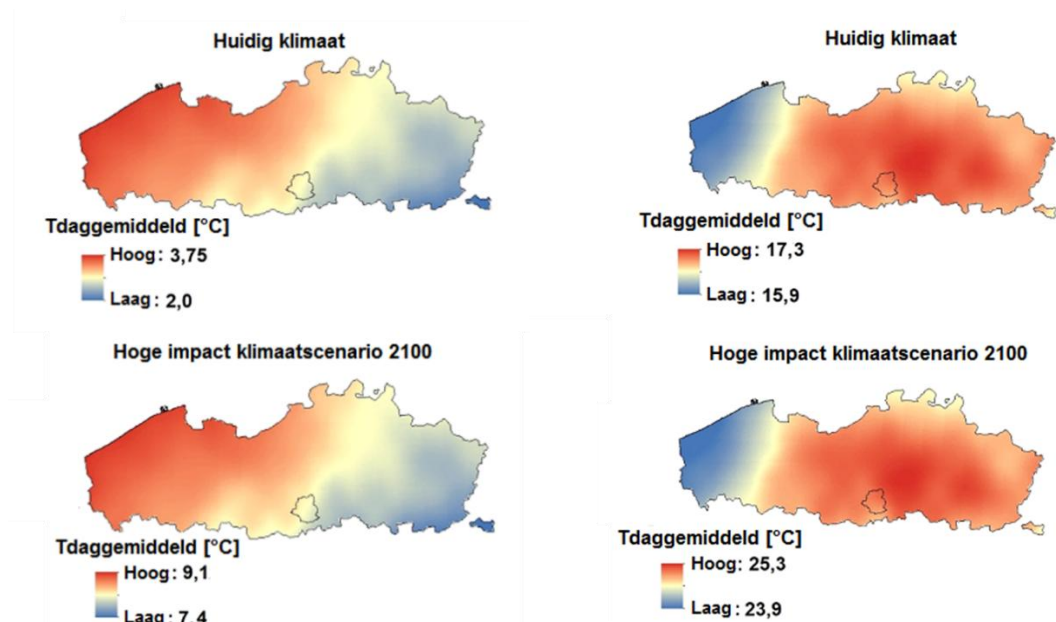 Huidig klimaat
Tdaggemiddeld [°C]
Hoog: 3,75
Laag: 2,0
Huidig klimaat
Tdaggemiddeld [°C]
Hoog: 17,3
Laag: 15,9
Hoge impact klimaatscenario 2100
Tdaggemiddeld [°C]
Hoog: 9,1
Laag: 7,4
Hoge impact klimaatscenario 2100
Tdaggemiddeld [°C]
Hoog: 25,3
Laag: 23,9